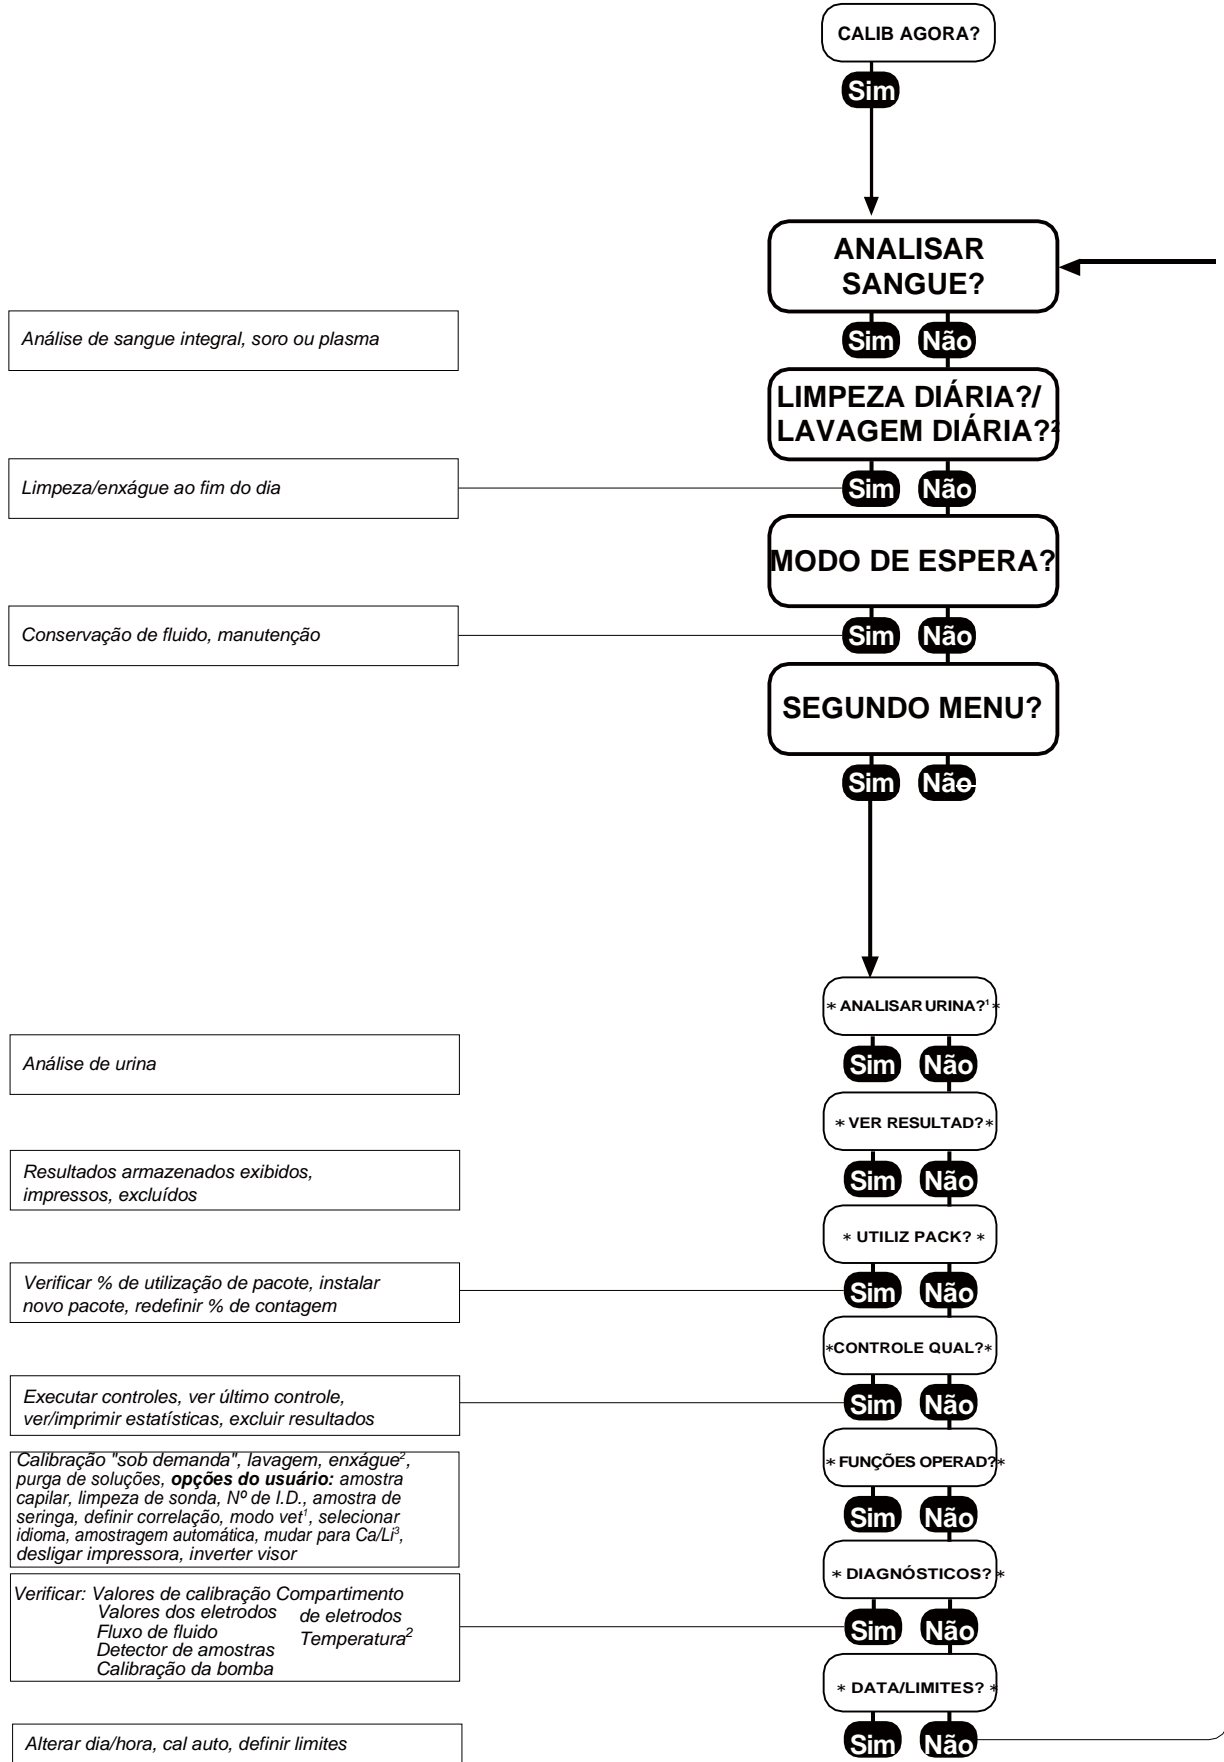 CALIB AGORA?
Sim
ANALISAR
SANGUE?
Análise de sangue integral, soro ou plasma
Sim Não
LIMPEZA DIÁRIA?/
LAVAGEM DIÁRIA?²
Limpeza/enxágue ao fim do dia
Sim Não
MODO DE ESPERA?
Conservação de fluido, manutenção
Sim Não
SEGUNDO MENU?
Sim Não
* ANALISAR URINA?¹*
Análise de urina
Sim Não
* VER RESULTAD?*
Resultados armazenados exibidos,
impressos, excluídos
Sim Não
* UTILIZ PACK? *
Verificar % de utilização de pacote, instalar
novo pacote, redefinir % de contagem
Sim Não
*CONTROLE QUAL?*
Executar controles, ver último controle,
ver/imprimir estatísticas, excluir resultados
Sim Não
* FUNÇÕES OPERAD?*
Calibração "sob demanda", lavagem, enxágue²,
purga de soluções, opções do usuário: amostra
capilar, limpeza de sonda, Nº de I.D., amostra de
seringa, definir correlação, modo vet¹, selecionar
idioma, amostragem automática, mudar para Ca/Li³,
desligar impressora, inverter visor
Sim Não
* DIAGNÓSTICOS? *
Verificar: Valores de calibração Compartimento
Valores dos eletrodos de eletrodos
Fluxo de fluido Temperatura²
Detector de amostras
Calibração da bomba
Sim Não
* DATA/LIMITES? *
Alterar dia/hora, cal auto, definir limites
Sim Não